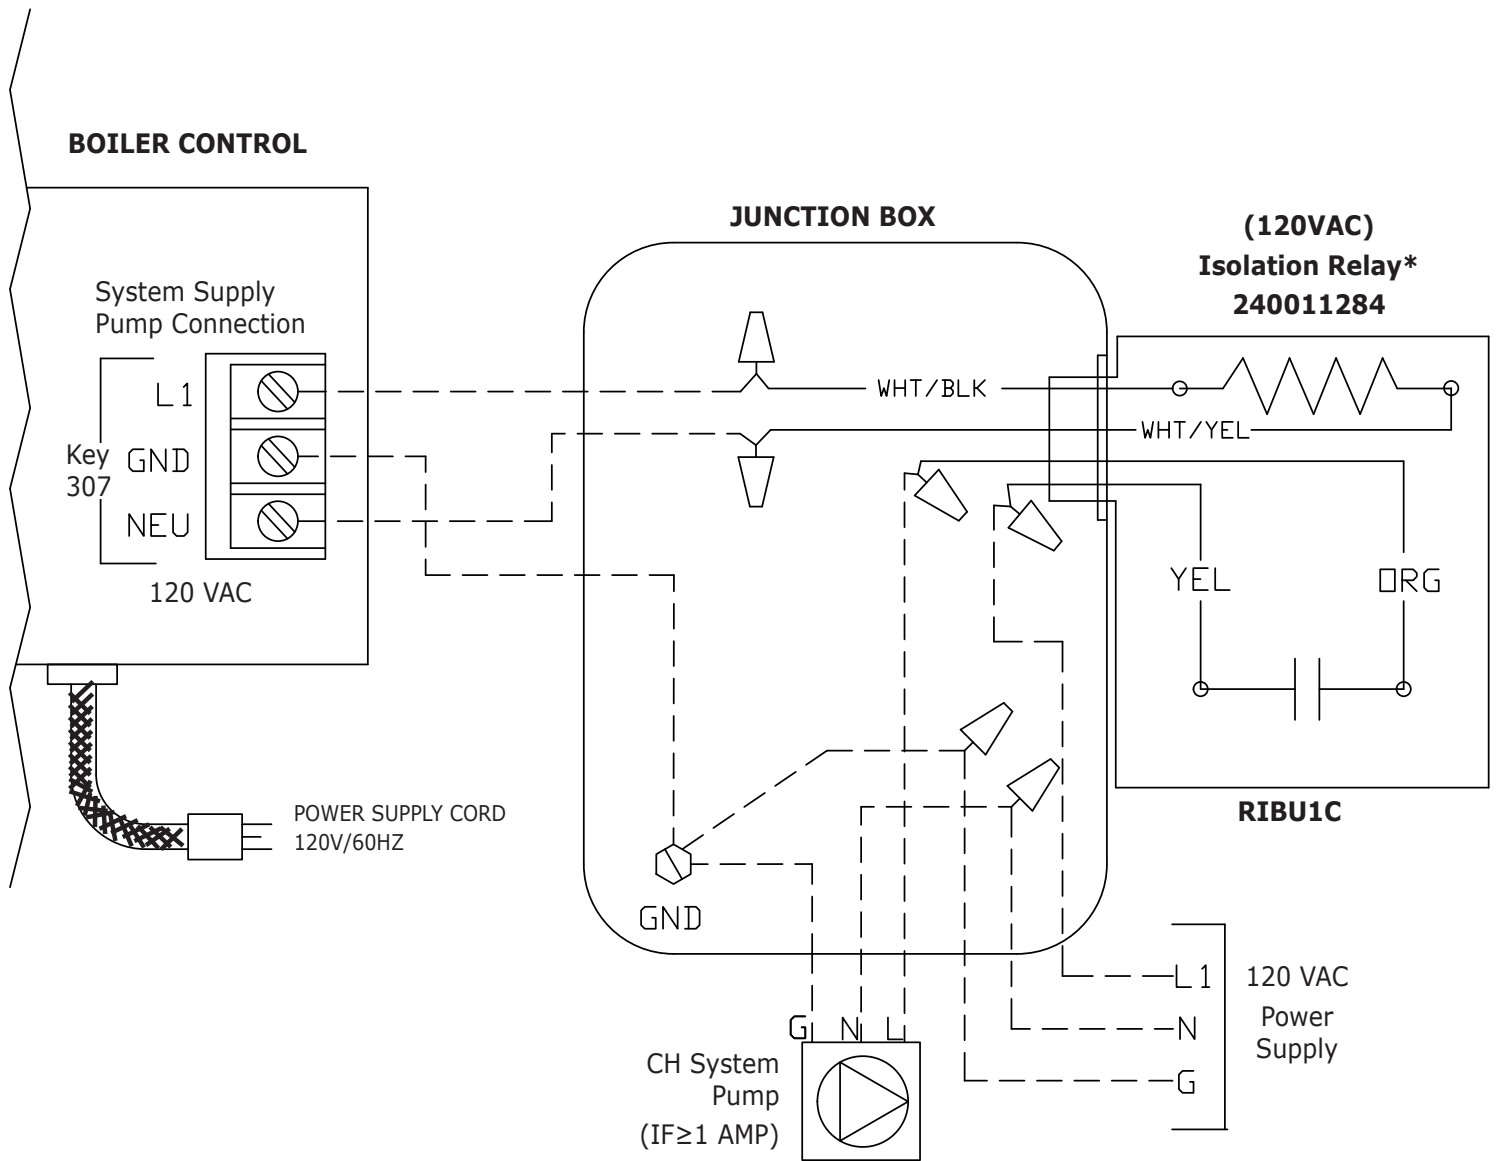 BOILER CONTROL
JUNCTION BOX
(120VAC)
Isolation Relay*
240011284
System Supply
Pump Connection
L1
WHT/BLK
WHT/YEL
Key
307
GND
NEU
120 VAC
YEL
ORG
RIBU1C
POWER SUPPLY CORD
120V/60HZ
GND
L1
120 VAC
Power
Supply
N
G
G N L
CH System
Pump
(IF≥1 AMP)